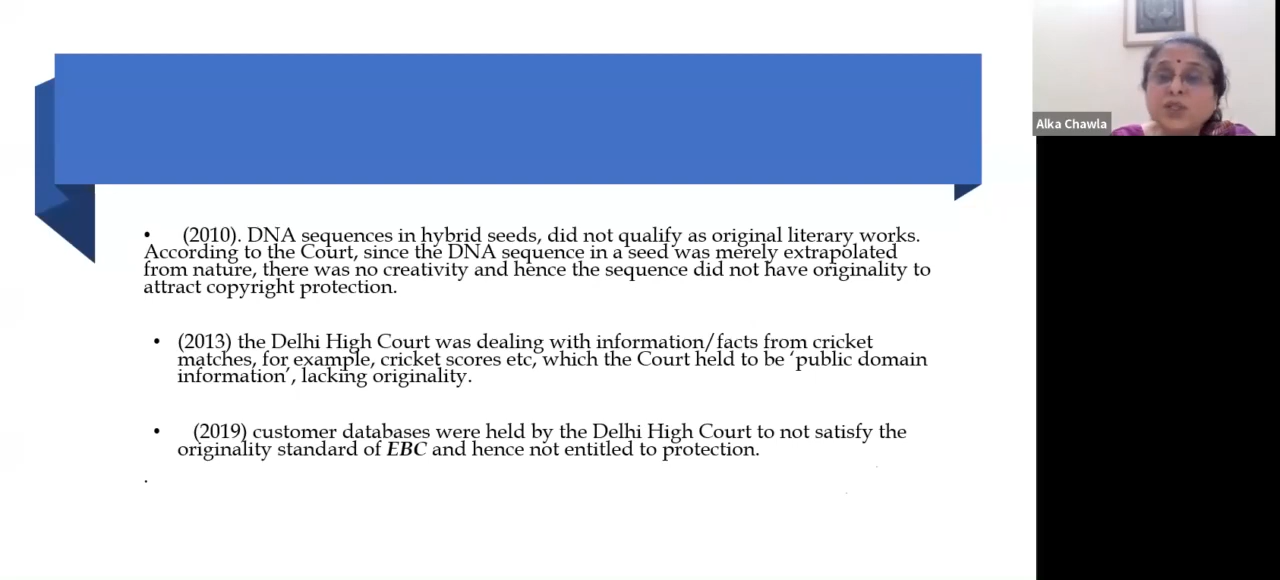 Alka Chawla
• (2010). DNA sequences in hybrid seeds, did not qualify as original literary works.
According to the Court, since the DNA sequence in a seed was merely extrapolated
from nature, there was no creativity and hence the sequence did not have originality to
attract copyright protection.
• (2013) the Delhi High Court was dealing with information/facts from cricket
matches, for example, cricket scores etc, which the Court held to be ‘public domain
information’, lacking originality.
• (2019) customer databases were held by the Delhi High Court to not satisfy the
originality standard of EBC and hence not entitled to protection.
.